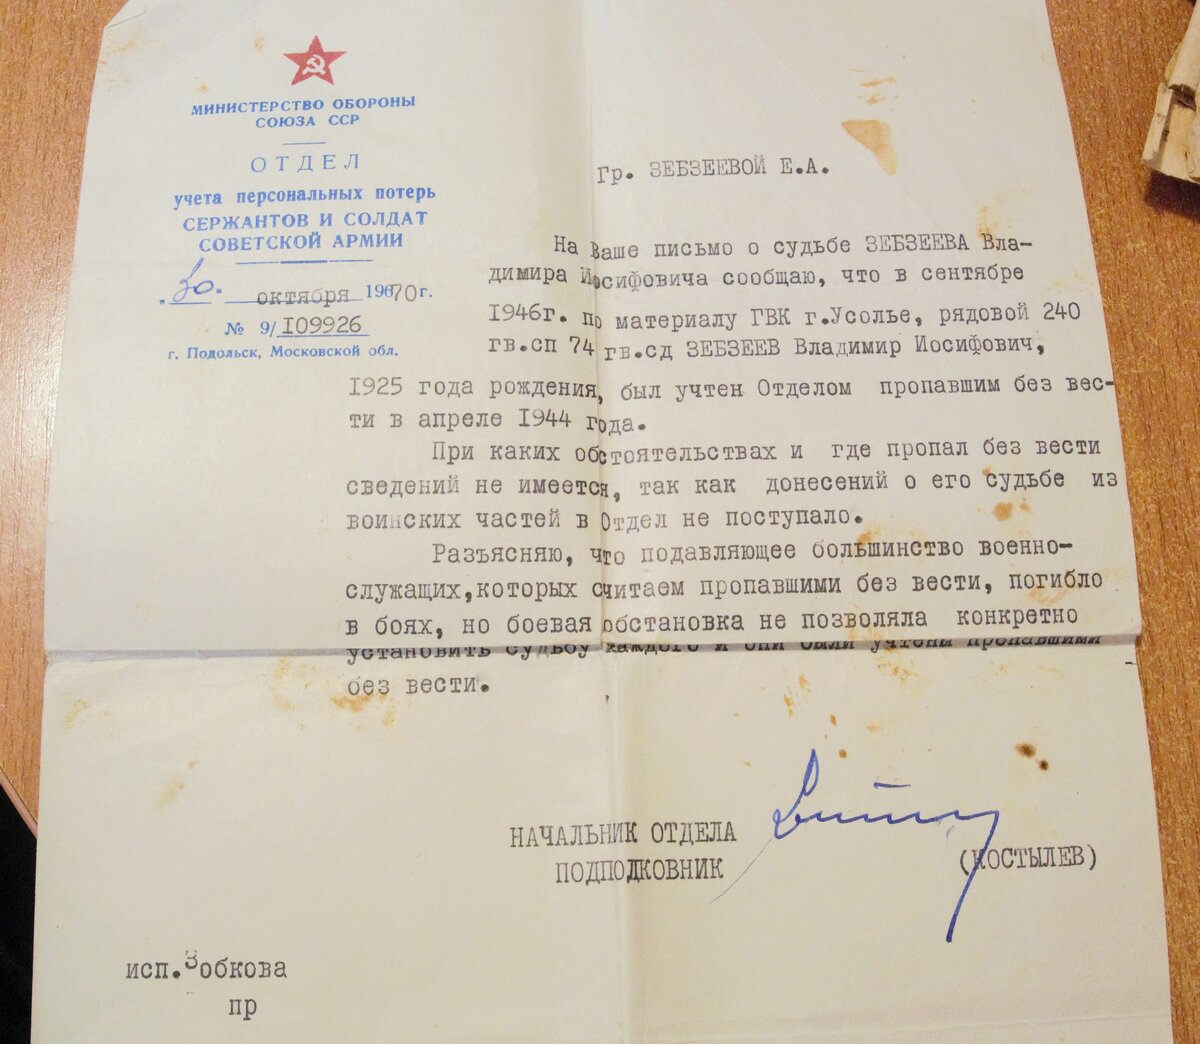 МИНИСТЕРСТВО ОБОРОНЫ
СОЮЗА ССР
ОТДЕЛ
учета персональных потерь
СЕРЖАНТОВ И СОЛДАТ
СОВЕТСКОЙ АРМИИ
„30" октября 19670г.
№ 9/109926
г. Подольск, Московской обл.
Гр. ЗЕБЗЕЕВОЙ Е.А.
На Ваше письмо о судьбе ЗЕБЗЕЕВА Вла-
димира Иосифовича сообщаю, что в сентябре
1946г. по материалу ГВК г.Усолье, рядовой 240
гв.сп 74 гв.сд ЗЕБЗЕЕВ Владимир Иосифович,
1925 года рождения, был учтен Отделом пропавшим без вес-
ти в апреле 1944 года.
При каких обстоятельствах и где пропал без вести
сведений не имеется, так как донесений о его судьбе из
воинских частей в Отдел не поступало.
Разъясняю, что подавляющее большинство военно-
служащих,которых считаем пропавшими без вести, погибло
в боях, но боевая обстановка не позволяла конкретно
установить судьбу каждого и они были учтены пропавшими
без вести.
НАЧАЛЬНИК ОТДЕЛА
ПОДПОЛКОВНИК (КОСТЫЛЕВ)
исп.Зобкова
пр